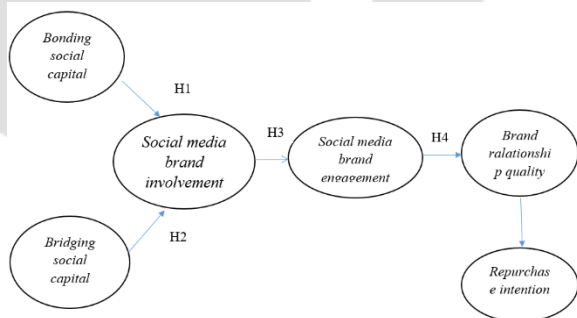 Bonding
social
capital
H1
Social media
brand
involvement
H3
Social media
brand
engagement
H4
Brand
ralationshi
p quality
H2
Bridging
social
capital
Repurchas
e intention